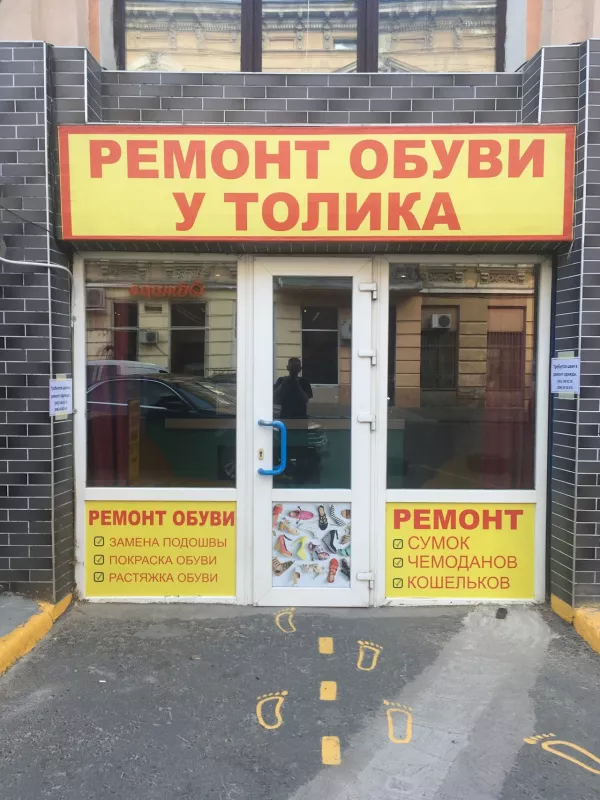 РЕМОНТ ОБУВИ
У ТОЛИКА
РЕМОНТ ОБУВИ
ЗАМЕНА ПОДОШВЫ
ПОКРАСКА ОБУВИ
РАСТЯЖКА ОБУВИ
РЕМОНТ
СУМОК
ЧЕМОДАНОВ
КОШЕЛЬКОВ